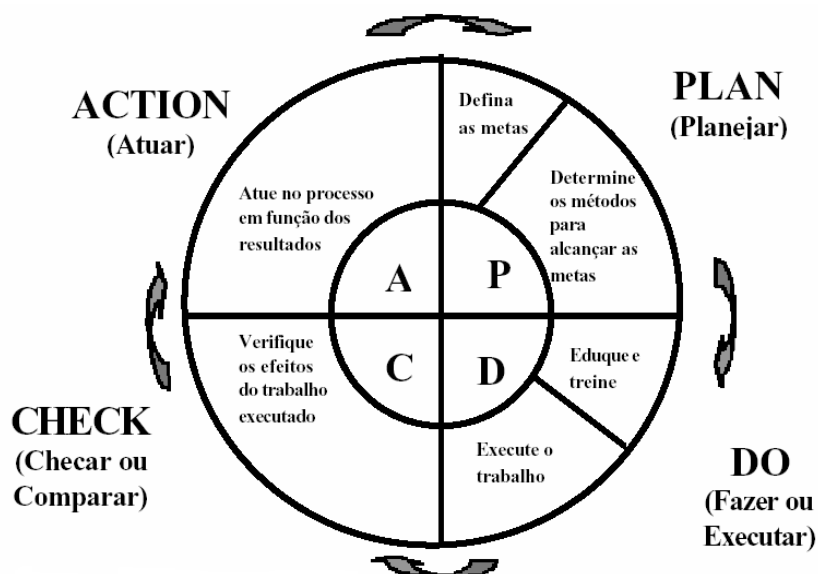 ACTION
(Atuar)
PLAN
(Planejar)
Defina
as metas
Determine
os métodos
para
alcançar as
metas
Atue no processo
em função dos
resultados
A
P
C
D
Verifique
os efeitos
do trabalho
executado
Eduque e
treine
Execute o
trabalho
CHECK
(Checar ou
Comparar)
DO
(Fazer ou
Executar)